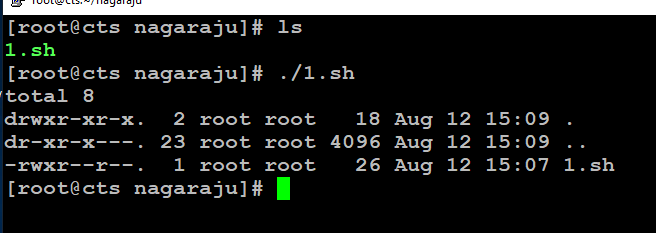 root@cts:~/nagaraju
[root@cts nagaraju]# ls
1.sh
[root@cts nagaraju]# ./1.sh
total 8
drwxr-xr-x.  2 root root   18 Aug 12 15:09 .
dr-xr-x---. 23 root root 4096 Aug 12 15:09 ..
-rwxr--r--.  1 root root   26 Aug 12 15:07 1.sh
[root@cts nagaraju]#